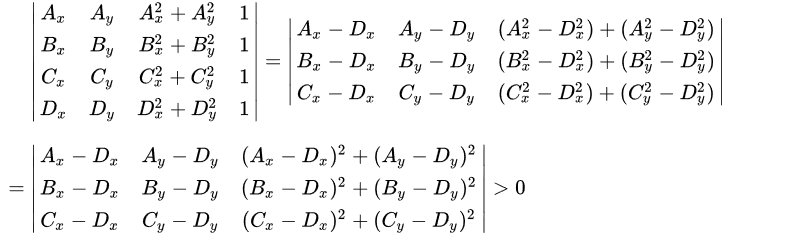 | A_x A_y A_x^2 + A_y^2 1 |
| B_x B_y B_x^2 + B_y^2 1 |
| C_x C_y C_x^2 + C_y^2 1 |
| D_x D_y D_x^2 + D_y^2 1 |
=
| A_x − D_x A_y − D_y (A_x^2 − D_x^2) + (A_y^2 − D_y^2) |
| B_x − D_x B_y − D_y (B_x^2 − D_x^2) + (B_y^2 − D_y^2) |
| C_x − D_x C_y − D_y (C_x^2 − D_x^2) + (C_y^2 − D_y^2) |
=
| A_x − D_x A_y − D_y (A_x − D_x)^2 + (A_y − D_y)^2 |
| B_x − D_x B_y − D_y (B_x − D_x)^2 + (B_y − D_y)^2 |
| C_x − D_x C_y − D_y (C_x − D_x)^2 + (C_y − D_y)^2 |
> 0